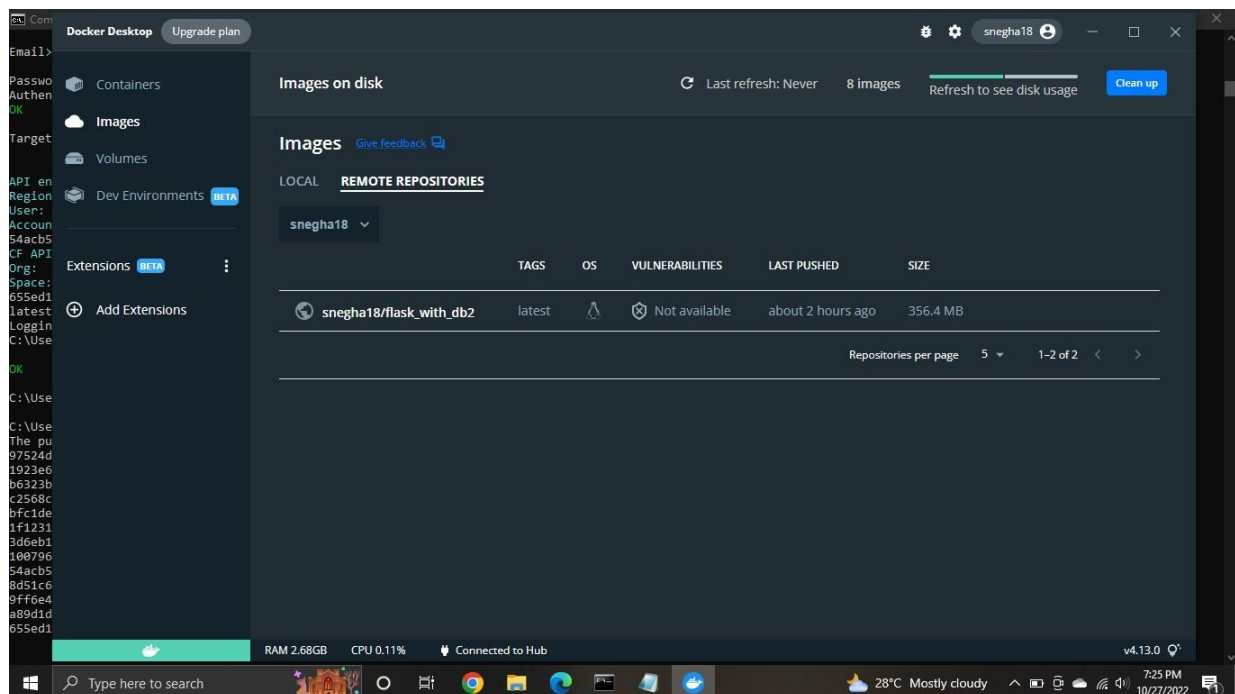 Com
Docker Desktop Upgrade plan snegha18
Email>
Passwo
Authen
OK
Target
API en
Region
User:
Accoun
54acb5
CF API
Org:
Space:
655ed1
latest
Loggin
C:\Use
OK
C:\Use
C:\Use
The pu
97524d
1923e6
b6323b
c2568c
bfc1de
1f1231
3d6eb1
100796
54acb5
8d51c6
9ff6e4
a89d1d
655ed1
Containers
Images
Volumes
Dev Environments BETA
Extensions BETA
Add Extensions
Images on disk Last refresh: Never 8 images Refresh to see disk usage Clean up
Images Give feedback
LOCAL REMOTE REPOSITORIES
snegha18
TAGS OS VULNERABILITIES LAST PUSHED SIZE
snegha18/flask_with_db2 latest Not available about 2 hours ago 356.4 MB
Repositories per page 5 1–2 of 2
RAM 2.68GB CPU 0.11% Connected to Hub v4.13.0
Type here to search 28°C Mostly cloudy 7:25 PM
10/27/2022